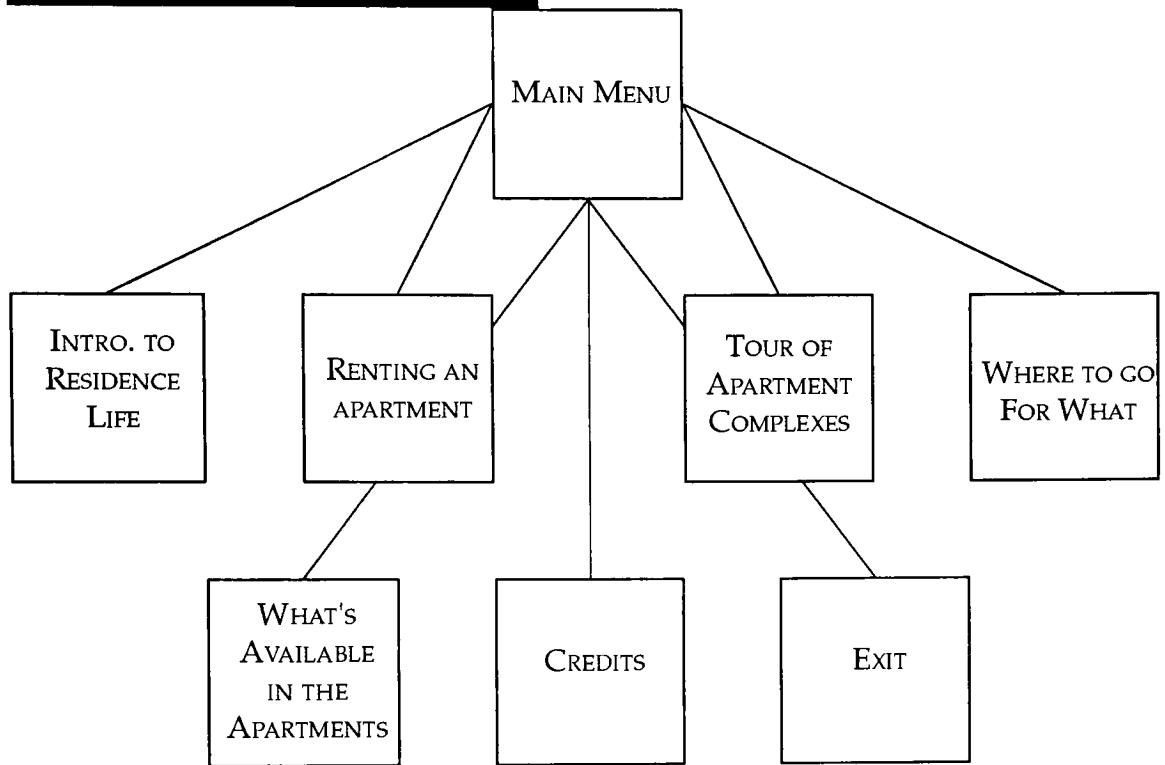 Main Menu
Intro. to
Residence
Life
Renting an
apartment
Tour of
Apartment
Complexes
Where to go
For What
What's
Available
in the
Apartments
Credits
Exit